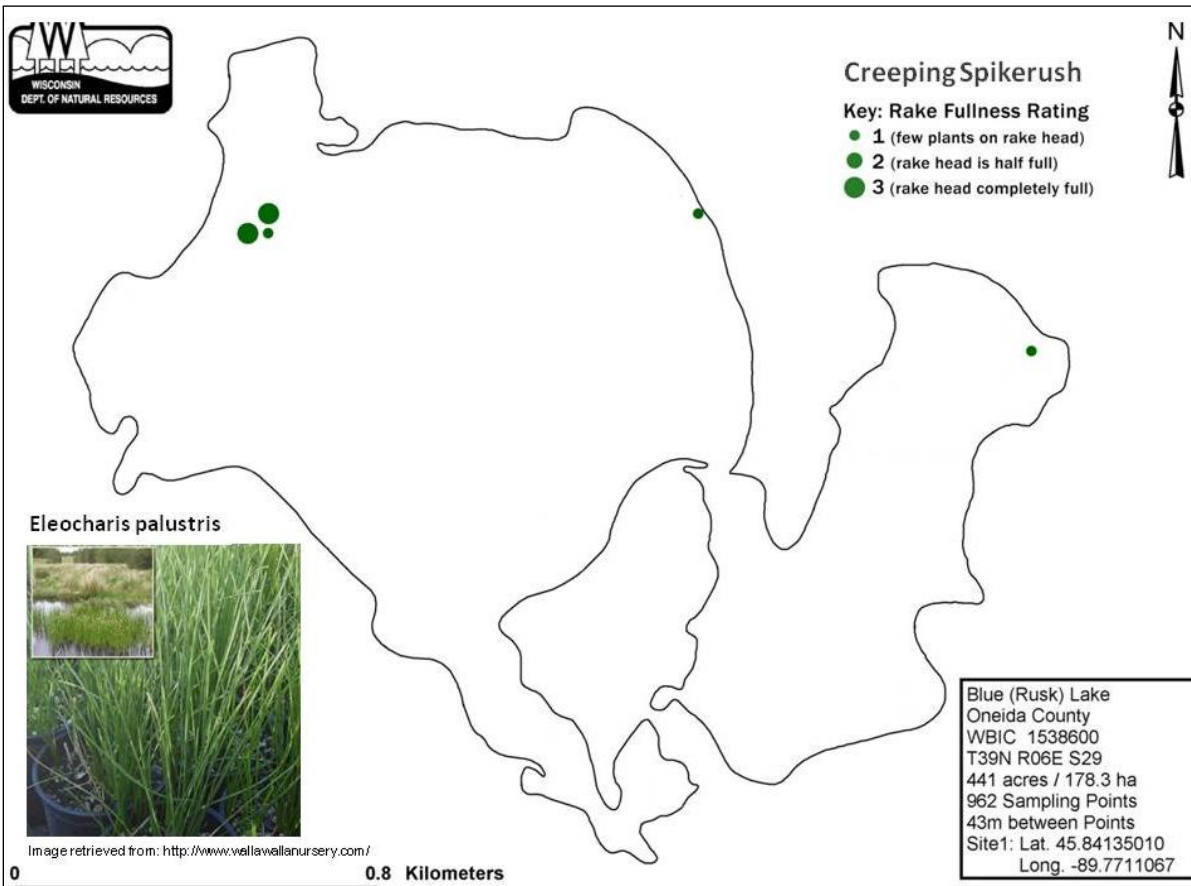 W
WISCONSIN
DEPT. OF NATURAL RESOURCES
N
Creeping Spikerush
Key: Rake Fullness Rating
1 (few plants on rake head)
2 (rake head is half full)
3 (rake head completely full)
Eleocharis palustris
Image retrieved from: http://www.wallawallanursery.com/
0 0.8 Kilometers
Blue (Rusk) Lake
Oneida County
WBIC 1538600
T39N R06E S29
441 acres / 178.3 ha
962 Sampling Points
43m between Points
Site1: Lat. 45.84135010
Long. -89.7711067